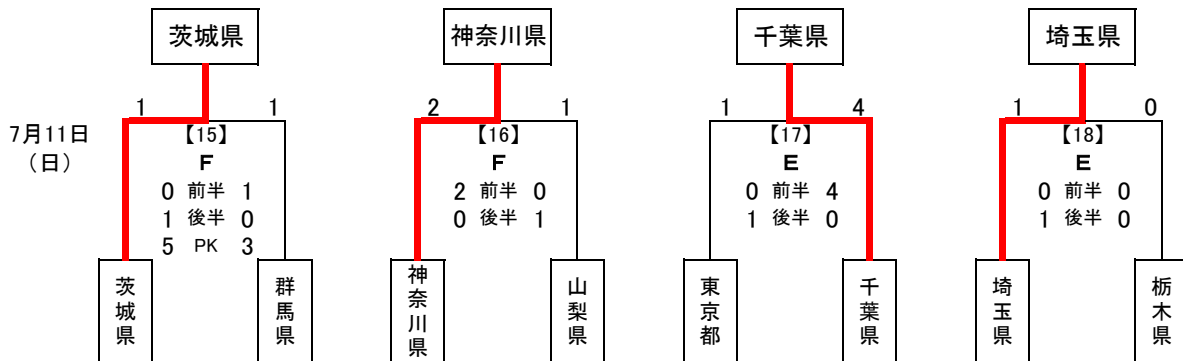 茨城県 神奈川県 千葉県 埼玉県
1 1 2 1 1 4 1 0
7月11日 【15】 【16】 【17】 【18】
（日） F F E E
0 前半 1 2 前半 0 0 前半 4 0 前半 0
1 後半 0 0 後半 1 1 後半 0 1 後半 0
5 PK 3
茨城県 群馬県 神奈川県 山梨県 東京都 千葉県 埼玉県 栃木県